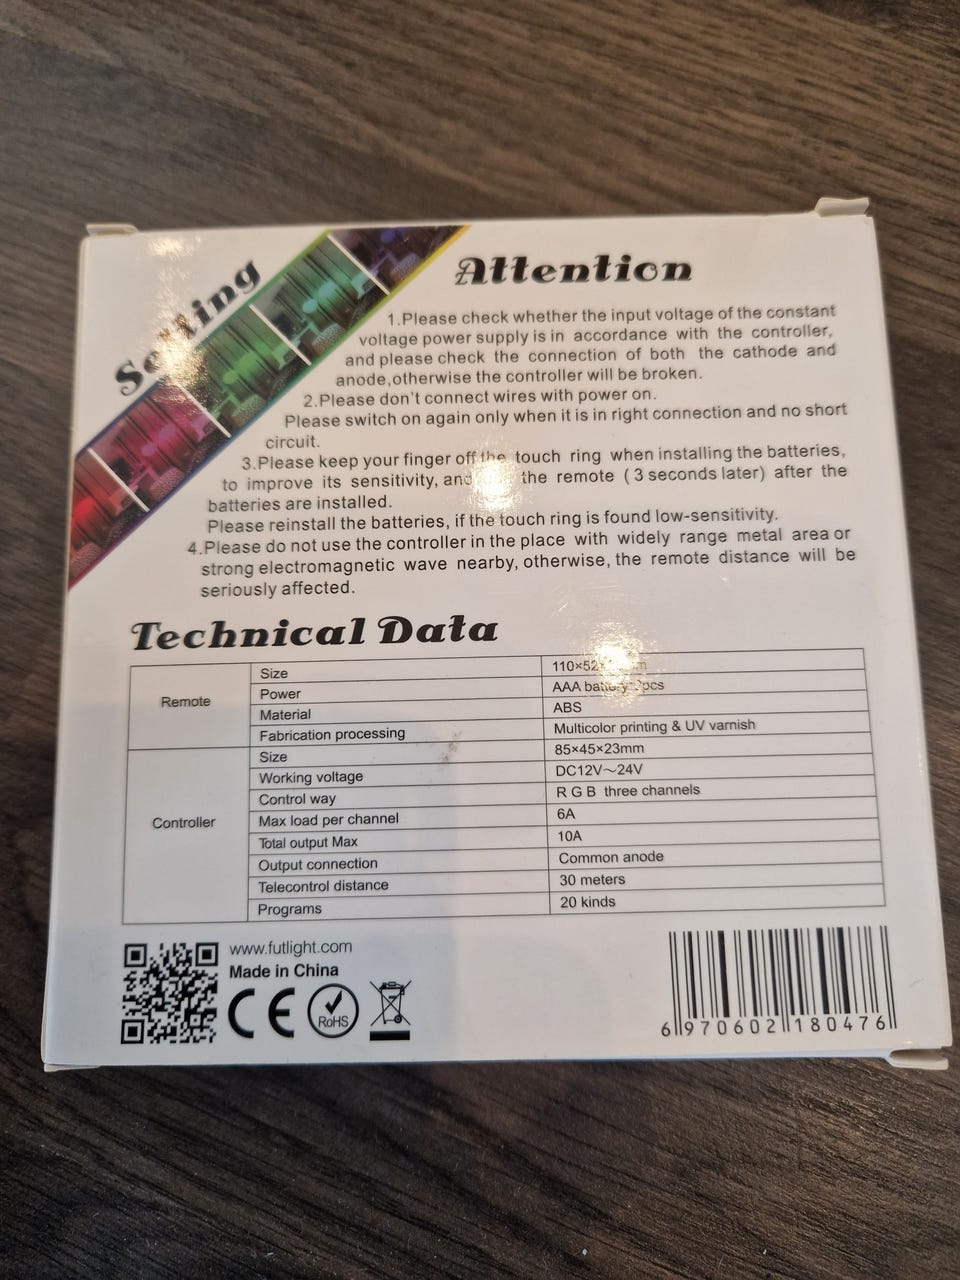 Setting
Attention
1.Please check whether the input voltage of the constant
voltage power supply is in accordance with the controller,
and please check the connection of both the cathode and
anode,otherwise the controller will be broken.
2.Please don't connect wires with power on.
Please switch on again only when it is in right connection and no short
circuit.
3.Please keep your finger off the touch ring when installing the batteries,
to improve its sensitivity, and the remote ( 3 seconds later) after the
batteries are installed.
Please reinstall the batteries, if the touch ring is found low-sensitivity.
4.Please do not use the controller in the place with widely range metal area or
strong electromagnetic wave nearby, otherwise, the remote distance will be
seriously affected.
Technical Data
Remote
Size
Power AAA battery 
Material ABS
Fabrication processing Multicolor printing & UV varnish
Controller
Size 85×45×23mm
Working voltage DC12V～24V
Control way R G B three channels
Max load per channel 6A
Total output Max 10A
Output connection Common anode
Telecontrol distance 30 meters
Programs 20 kinds
www.futlight.com
Made in China
CE RoHS
6 970602 180476